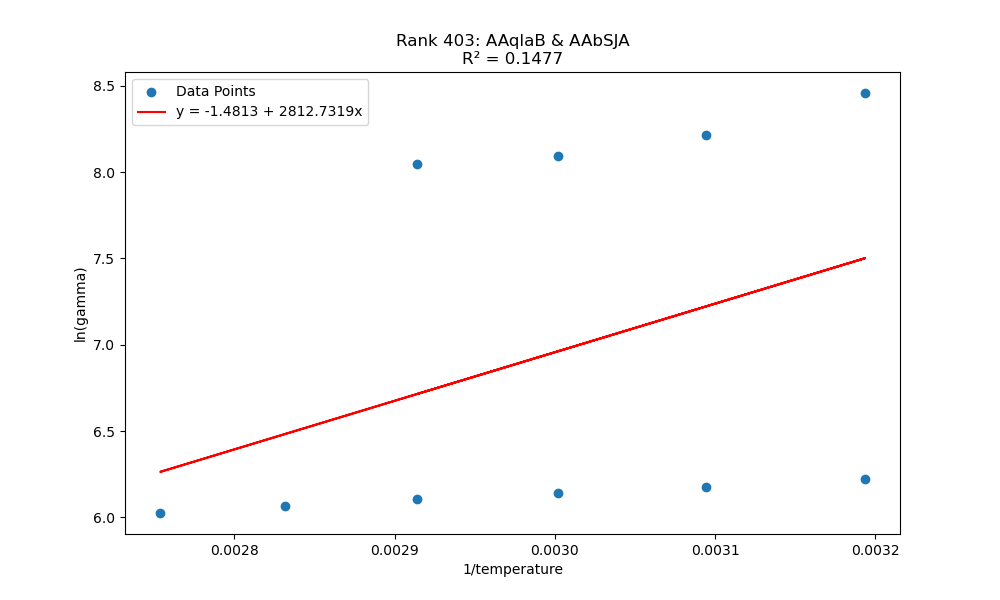 Rank 403: AAqlaB & AAbSJA
R² = 0.1477
Data Points
y = -1.4813 + 2812.7319x
8.5
8.0
7.5
7.0
6.5
6.0
ln(gamma)
0.0028 0.0029 0.0030 0.0031 0.0032
1/temperature